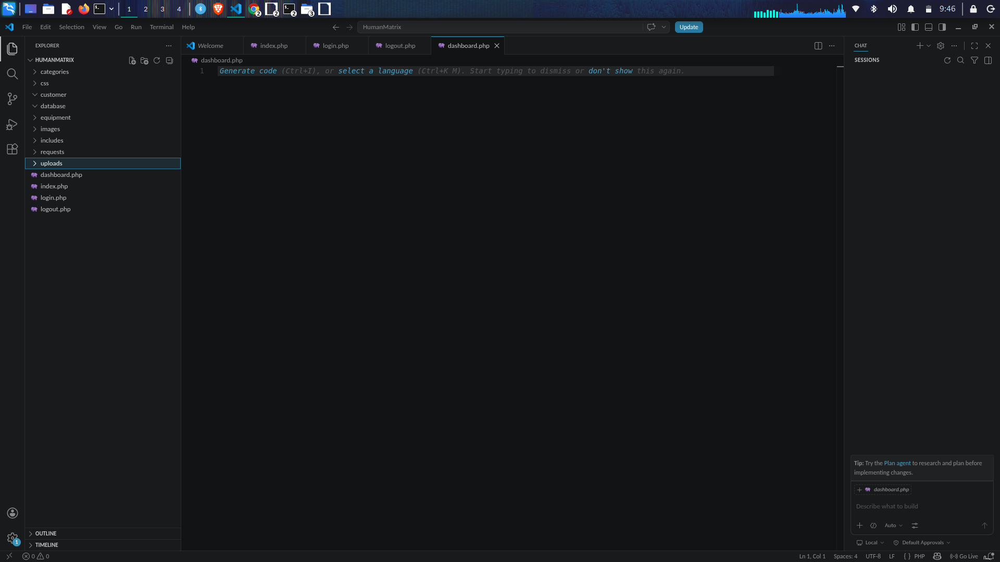 1 2 3 4
2 2 2 3
9:46
File Edit Selection View Go Run Terminal Help
HumanMatrix
Update
EXPLORER
HUMANMATRIX
categories
css
customer
database
equipment
images
includes
requests
uploads
dashboard.php
index.php
login.php
logout.php
OUTLINE
TIMELINE
1
Welcome index.php login.php logout.php dashboard.php
dashboard.php
1 Generate code (Ctrl+I), or select a language (Ctrl+K M). Start typing to dismiss or don't show this again.
CHAT
SESSIONS
Tip: Try the Plan agent to research and plan before
implementing changes.
dashboard.php
Describe what to build
Auto
Local Default Approvals
0 0
Ln 1, Col 1 Spaces: 4 UTF-8 LF { } PHP Go Live